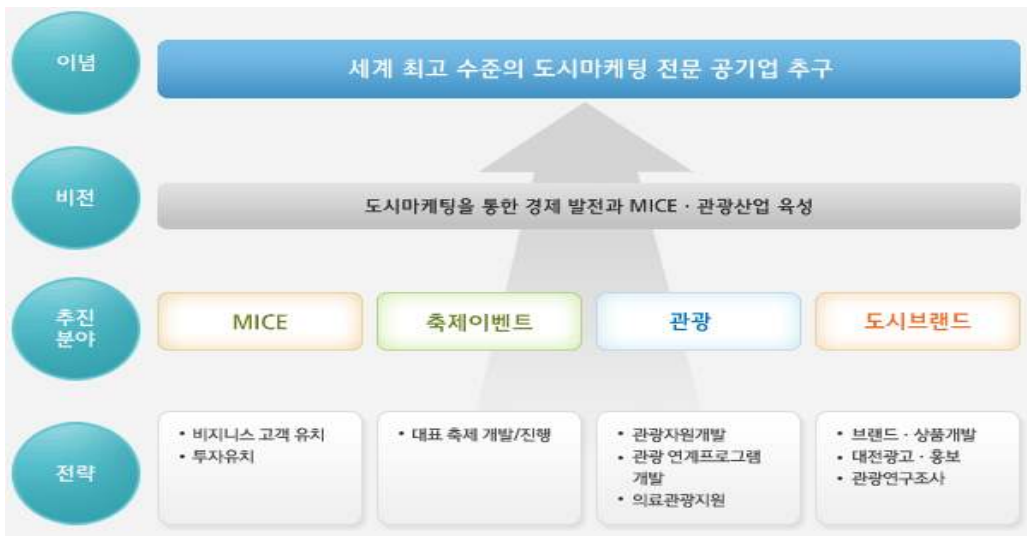 이념
세계 최고 수준의 도시마케팅 전문 공기업 추구
비전
도시마케팅을 통한 경제 발전과 MICE · 관광산업 육성
추진
분야
MICE
축제이벤트
관광
도시브랜드
전략
• 비지니스 고객 유치
• 투자유치
• 대표 축제 개발/진행
• 관광자원개발
• 관광 연계프로그램
개발
• 의료관광지원
• 브랜드 · 상품개발
• 대전광고 · 홍보
• 관광연구조사